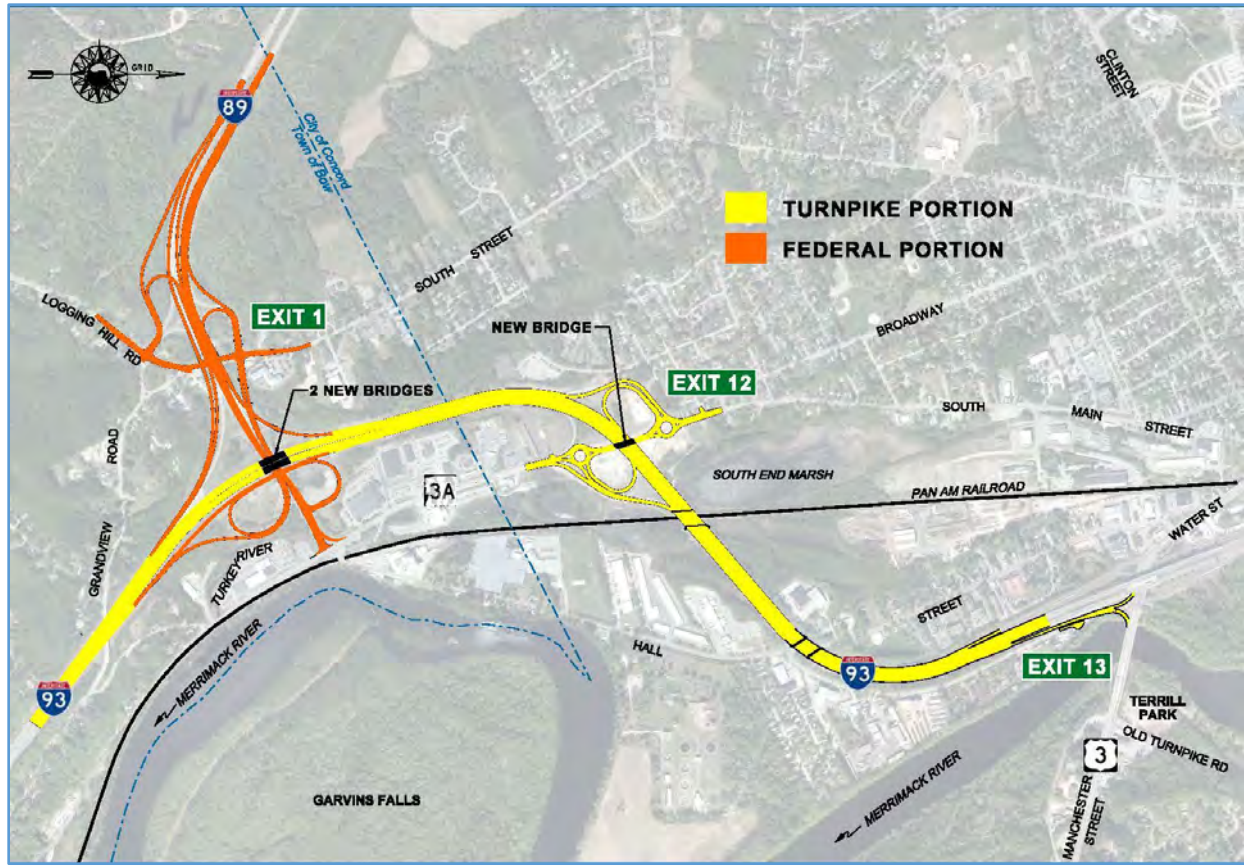 GRID
INTERSTATE
89
City of Concord
Town of Bow
CLINTON
STREET
TURNPIKE PORTION
FEDERAL PORTION
SOUTH STREET
LOGGING HILL RD
EXIT 1
NEW BRIDGE
BROADWAY
2 NEW BRIDGES
EXIT 12
SOUTH MAIN STREET
GRANDVIEW ROAD
3A
SOUTH END MARSH
PAN AM RAILROAD
WATER ST
TURKEY RIVER
HALL STREET
MERRIMACK RIVER
INTERSTATE
93
INTERSTATE
93
EXIT 13
TERRILL
PARK
OLD TURNPIKE RD
3
GARVINS FALLS
MERRIMACK RIVER
MANCHESTER
STREET